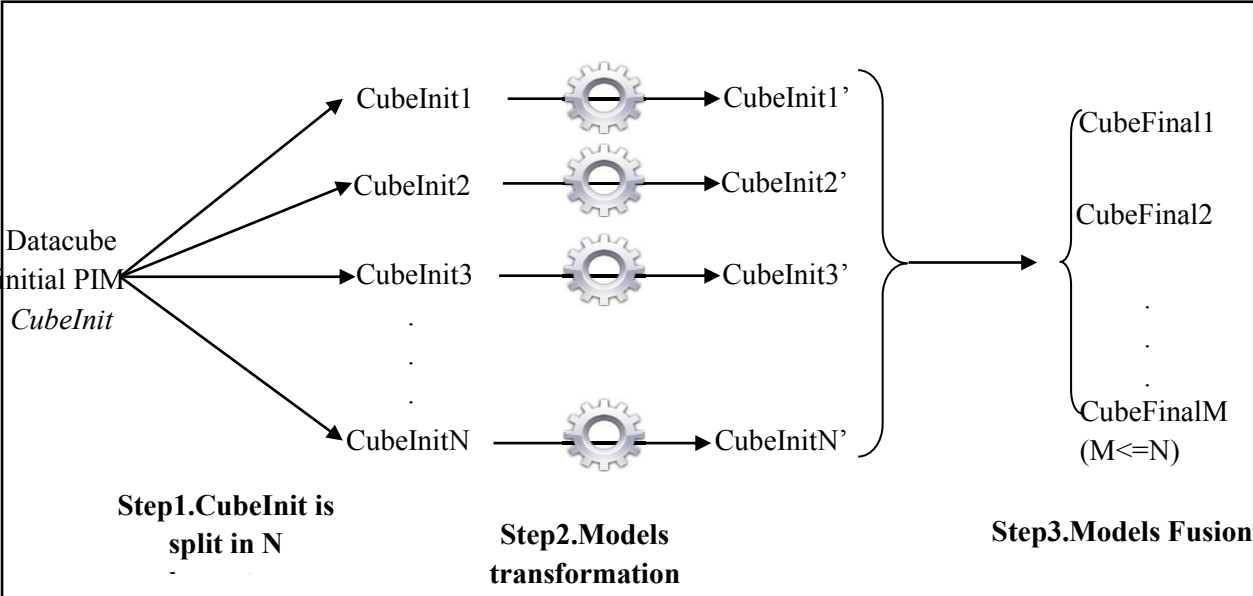 CubeInit1
CubeInit1’
CubeFinal1
CubeInit2
CubeInit2’
CubeFinal2
Datacube
initial PIM
CubeInit
CubeInit3
CubeInit3’
.
.
.
.
.
.
CubeInitN
CubeInitN’
CubeFinalM
(M<=N)
Step1.CubeInit is
split in N
Step2.Models
transformation
Step3.Models Fusion